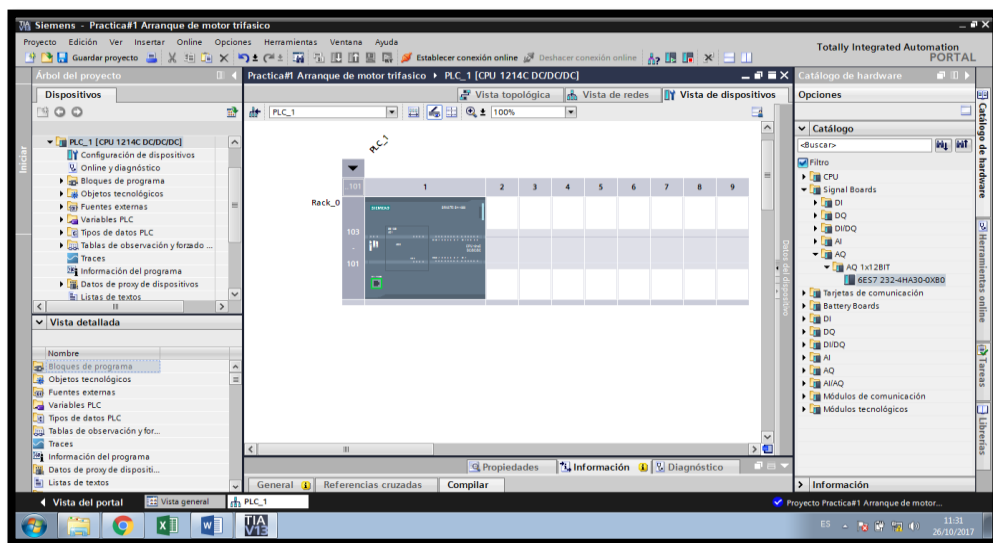 Siemens - Practica#1 Arranque de motor trifasico
Proyecto Edición Ver Insertar Online Opciones Herramientas Ventana Ayuda
Guardar proyecto
Establecer conexión online
Deshacer conexión online
Totally Integrated Automation
PORTAL
Árbol del proyecto
Dispositivos
PLC_1 [CPU 1214C DC/DC/DC]
Configuración de dispositivos
Online y diagnóstico
Bloques de programa
Objetos tecnológicos
Fuentes externas
Variables PLC
Tipos de datos PLC
Tablas de observación y forzado ...
Traces
Información del programa
Datos de proxy de dispositivos
Listas de textos
Vista detallada
Nombre
Bloques de programa
Objetos tecnológicos
Fuentes externas
Variables PLC
Tipos de datos PLC
Tablas de observación y for...
Traces
Información del programa
Datos de proxy de dispositi...
Listas de textos
Iniciar
Practica#1 Arranque de motor trifasico PLC_1 [CPU 1214C DC/DC/DC]
Vista topológica
Vista de redes
Vista de dispositivos
PLC_1
100%
PLC_1
101 1 2 3 4 5 6 7 8 9
Rack_0
103
101
SIEMENS
Datos del dispositivo
Propiedades
Información
Diagnóstico
General
Referencias cruzadas
Compilar
Catálogo de hardware
Opciones
Catálogo
<Buscar>
Filtro
CPU
Signal Boards
DI
DQ
DI/DQ
AI
AQ
AQ 1x12BIT
6ES7 232-4HA30-0XB0
Tarjetas de comunicación
Battery Boards
DI
DQ
DI/DQ
AI
AQ
AI/AQ
Módulos de comunicación
Módulos tecnológicos
Información
Catálogo de hardware
Herramientas online
Tareas
Librerías
Vista del portal
Vista general
PLC_1
Proyecto Practica#1 Arranque de motor...
TIA
V13
ES
11:31
26/10/2017